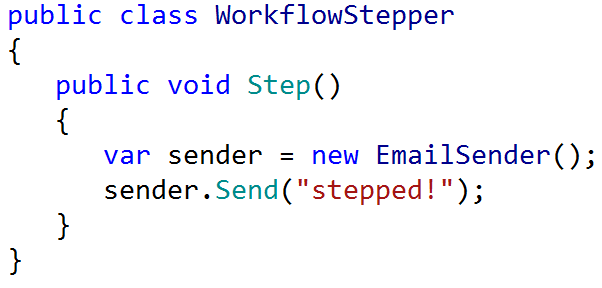 public class WorkflowStepper
{
   public void Step()
   {
      var sender = new EmailSender();
      sender.Send("stepped!");
   }
}